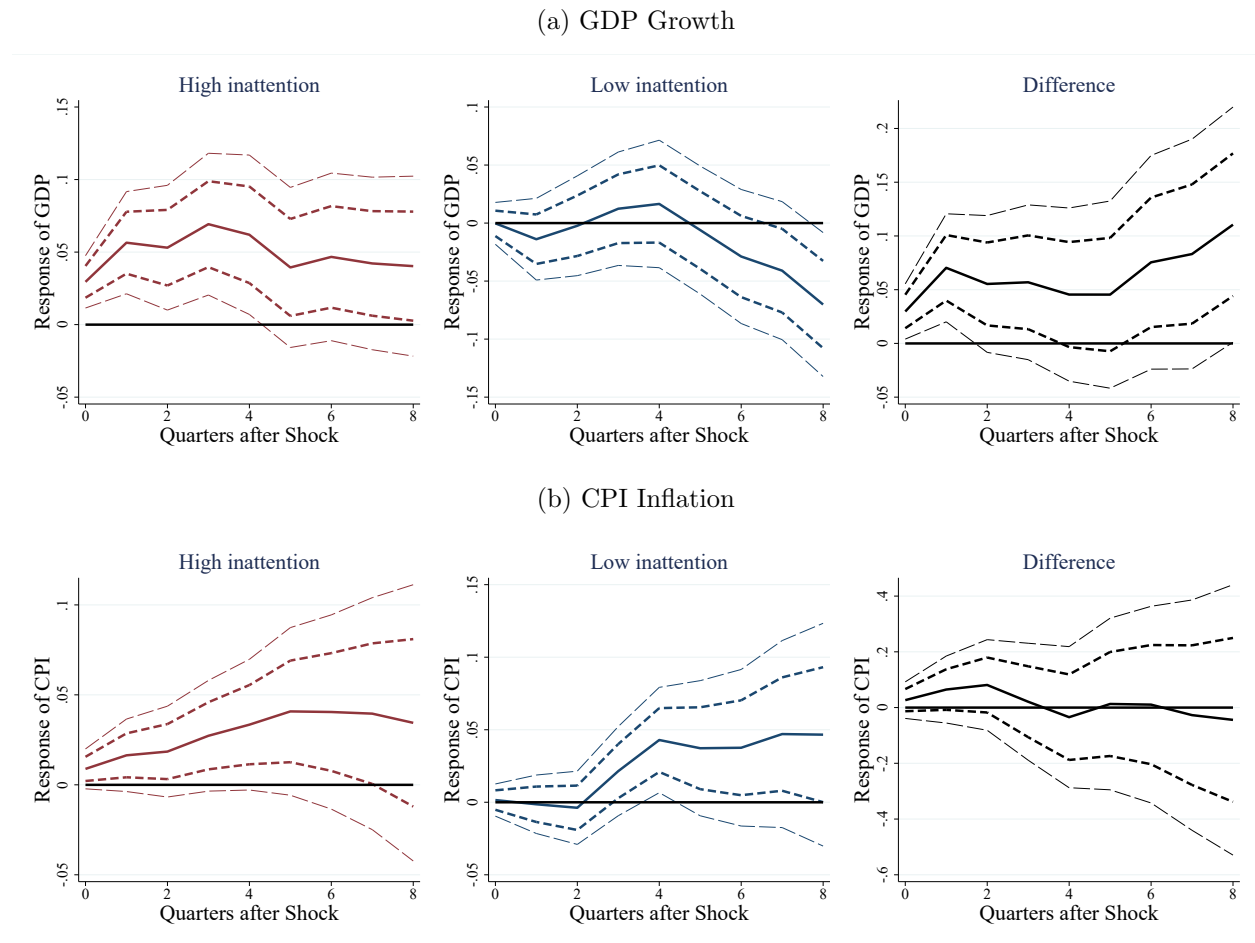 (a) GDP Growth
High inattention
Low inattention
Difference
Response of GDP
.15
.1
.05
0
-.05
0 2 4 6 8
Quarters after Shock
Response of GDP
.1
.05
0
-.05
-.1
-.15
0 2 4 6 8
Quarters after Shock
Response of GDP
.2
.15
.1
.05
0
-.05
0 2 4 6 8
Quarters after Shock
(b) CPI Inflation
High inattention
Low inattention
Difference
Response of CPI
.1
.05
0
-.05
0 2 4 6 8
Quarters after Shock
Response of CPI
.15
.1
.05
0
-.05
0 2 4 6 8
Quarters after Shock
Response of CPI
.4
.2
0
-.2
-.4
-.6
0 2 4 6 8
Quarters after Shock